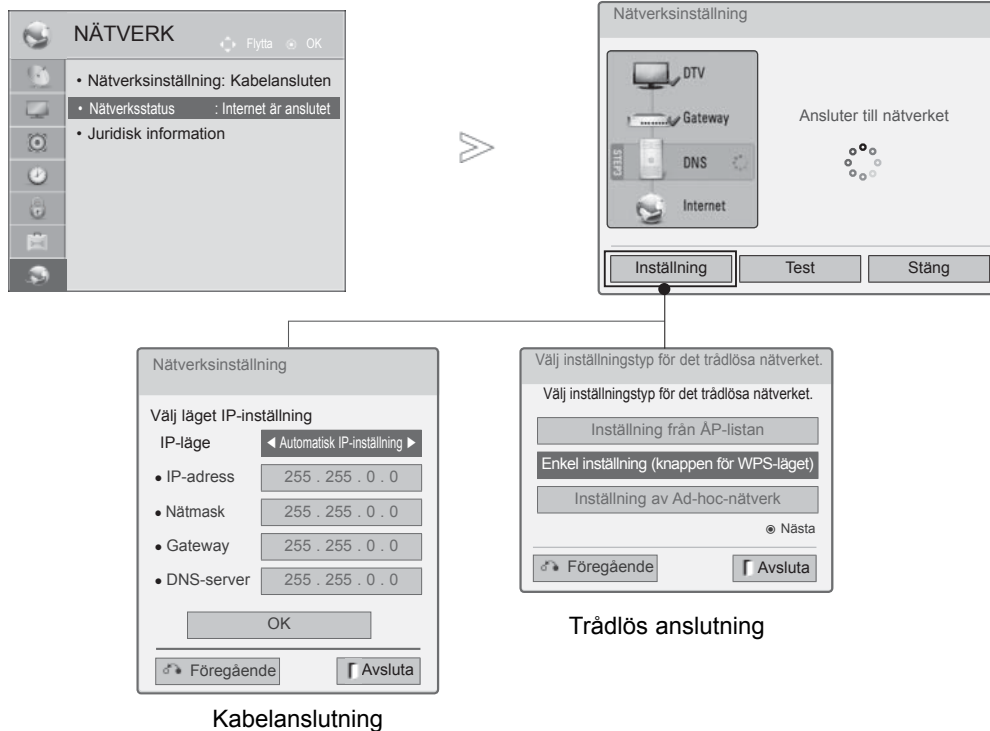 NÄTVERK
Flytta OK
• Nätverksinställning: Kabelansluten
• Nätverksstatus : Internet är anslutet
• Juridisk information
Nätverksinställning
DTV
Gateway
STEP3
DNS
Internet
Ansluter till nätverket
Inställning Test Stäng
Nätverksinställning
Välj läget IP-inställning
IP-läge ◀ Automatisk IP-inställning ▶
• IP-adress 255 . 255 . 0 . 0
• Nätmask 255 . 255 . 0 . 0
• Gateway 255 . 255 . 0 . 0
• DNS-server 255 . 255 . 0 . 0
OK
Föregående Avsluta
Kabelanslutning
Välj inställningstyp för det trådlösa nätverket.
Välj inställningstyp för det trådlösa nätverket.
Inställning från ÅP-listan
Enkel inställning (knappen för WPS-läget)
Inställning av Ad-hoc-nätverk
Nästa
Föregående Avsluta
Trådlös anslutning